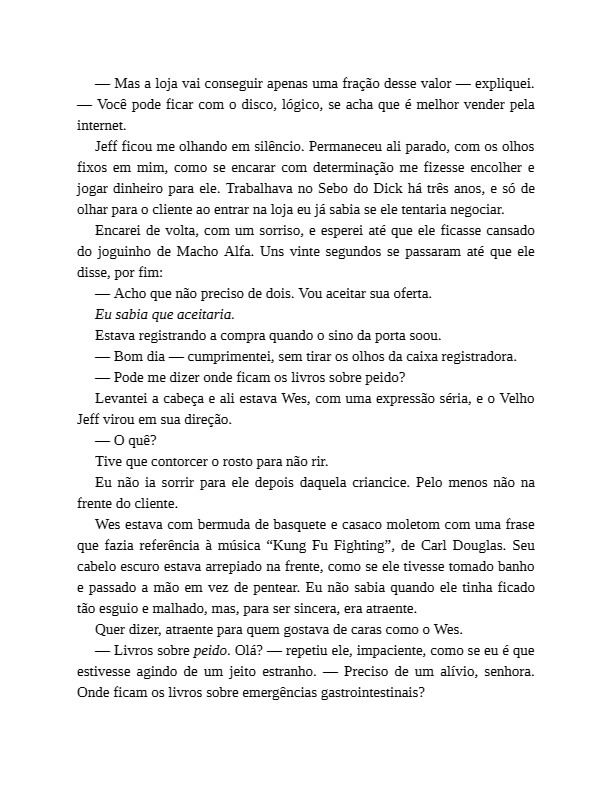 — Mas a loja vai conseguir apenas uma fração desse valor — expliquei.
— Você pode ficar com o disco, lógico, se acha que é melhor vender pela
internet.
Jeff ficou me olhando em silêncio. Permaneceu ali parado, com os olhos
fixos em mim, como se encarar com determinação me fizesse encolher e
jogar dinheiro para ele. Trabalhava no Sebo do Dick há três anos, e só de
olhar para o cliente ao entrar na loja eu já sabia se ele tentaria negociar.
Encarei de volta, com um sorriso, e esperei até que ele ficasse cansado
do joguinho de Macho Alfa. Uns vinte segundos se passaram até que ele
disse, por fim:
— Acho que não preciso de dois. Vou aceitar sua oferta.
Eu sabia que aceitaria.
Estava registrando a compra quando o sino da porta soou.
— Bom dia — cumprimentei, sem tirar os olhos da caixa registradora.
— Pode me dizer onde ficam os livros sobre peido?
Levantei a cabeça e ali estava Wes, com uma expressão séria, e o Velho
Jeff virou em sua direção.
— O quê?
Tive que contorcer o rosto para não rir.
Eu não ia sorrir para ele depois daquela criancice. Pelo menos não na
frente do cliente.
Wes estava com bermuda de basquete e casaco moletom com uma frase
que fazia referência à música “Kung Fu Fighting”, de Carl Douglas. Seu
cabelo escuro estava arrepiado na frente, como se ele tivesse tomado banho
e passado a mão em vez de pentear. Eu não sabia quando ele tinha ficado
tão esguio e malhado, mas, para ser sincera, era atraente.
Quer dizer, atraente para quem gostava de caras como o Wes.
— Livros sobre peido. Olá? — repetiu ele, impaciente, como se eu é que
estivesse agindo de um jeito estranho. — Preciso de um alívio, senhora.
Onde ficam os livros sobre emergências gastrointestinais?